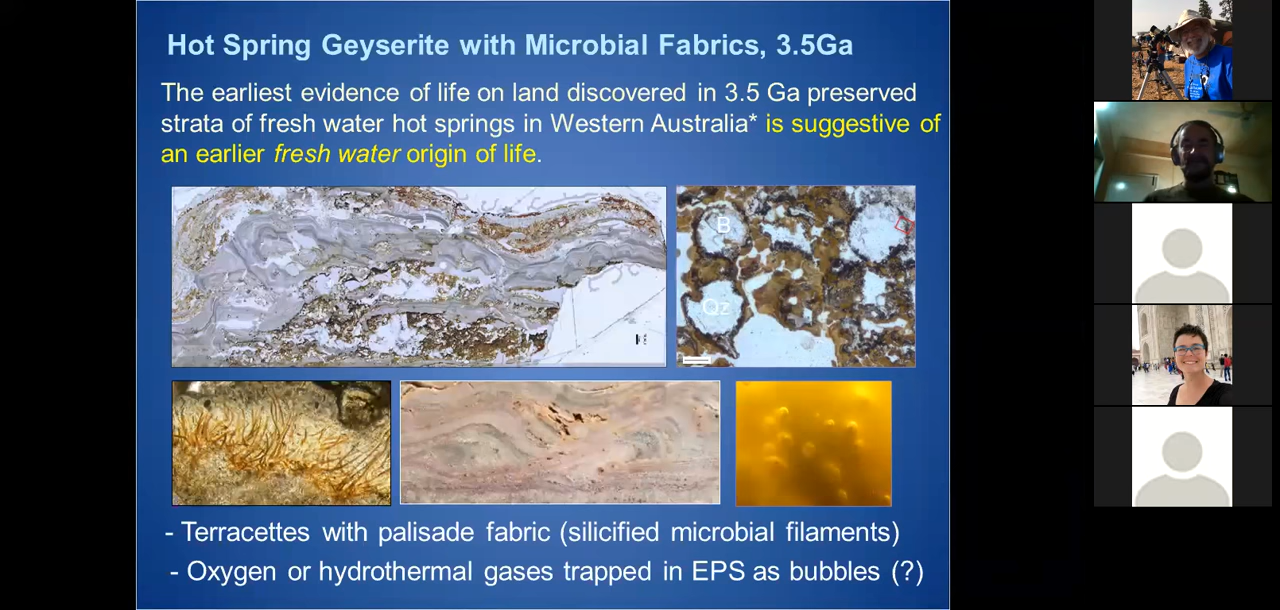 Hot Spring Geyserite with Microbial Fabrics, 3.5Ga
The earliest evidence of life on land discovered in 3.5 Ga preserved
strata of fresh water hot springs in Western Australia* is suggestive of
an earlier fresh water origin of life.
B
Qz
- Terracettes with palisade fabric (silicified microbial filaments)
- Oxygen or hydrothermal gases trapped in EPS as bubbles (?)